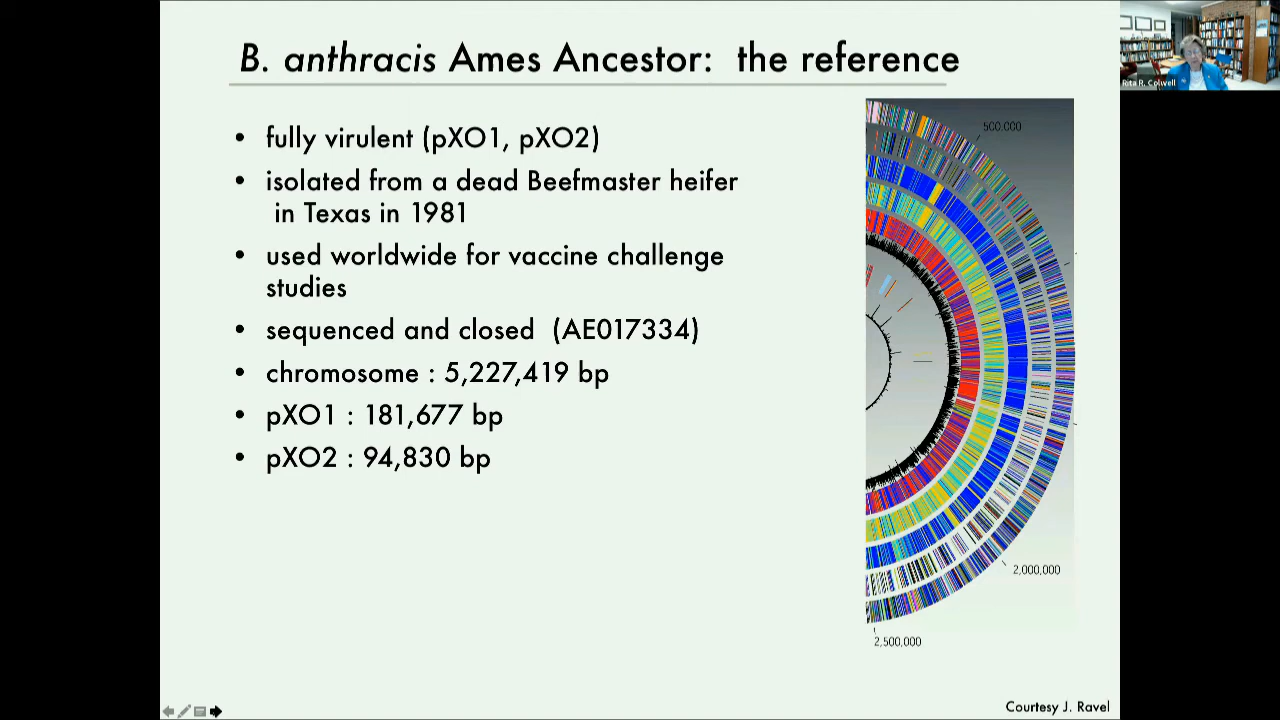 B. anthracis Ames Ancestor: the reference
Rita R. Colwell
• fully virulent (pXO1, pXO2)
• isolated from a dead Beefmaster heifer
in Texas in 1981
• used worldwide for vaccine challenge
studies
• sequenced and closed (AE017334)
• chromosome : 5,227,419 bp
• pXO1 : 181,677 bp
• pXO2 : 94,830 bp
500,000
2,000,000
2,500,000
Courtesy J. Ravel